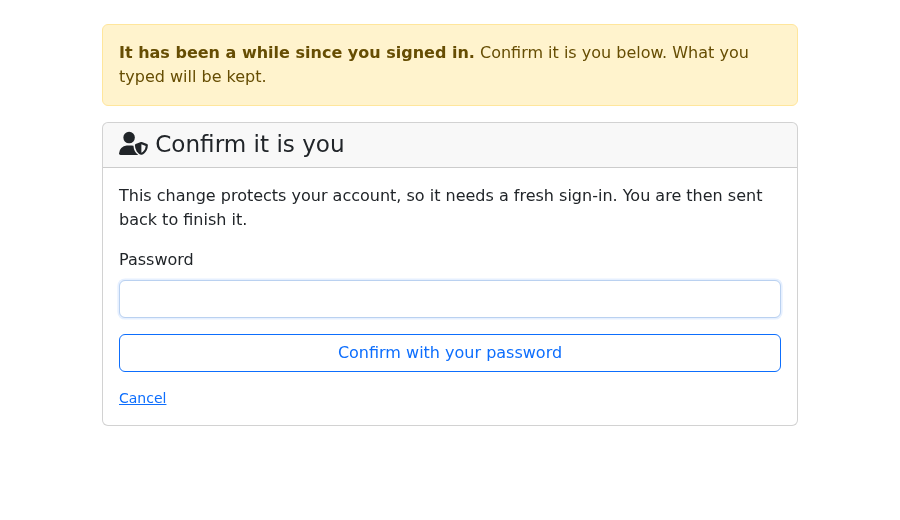 It has been a while since you signed in. Confirm it is you below. What you
typed will be kept.
Confirm it is you
This change protects your account, so it needs a fresh sign-in. You are then sent
back to finish it.
Password
Confirm with your password
Cancel